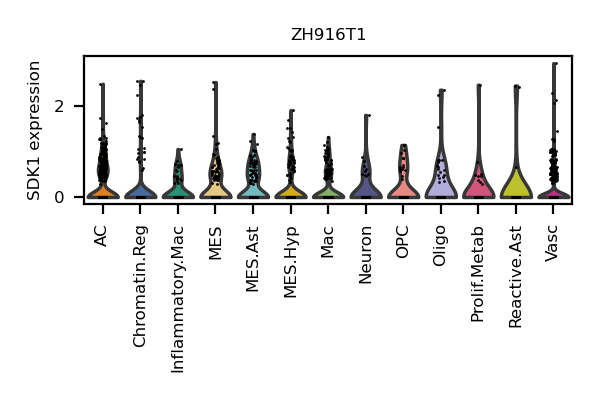 ZH916T1
SDK1 expression
2
0
AC
Chromatin.Reg
Inflammatory.Mac
MES
MES.Ast
MES.Hyp
Mac
Neuron
OPC
Oligo
Prolif.Metab
Reactive.Ast
Vasc